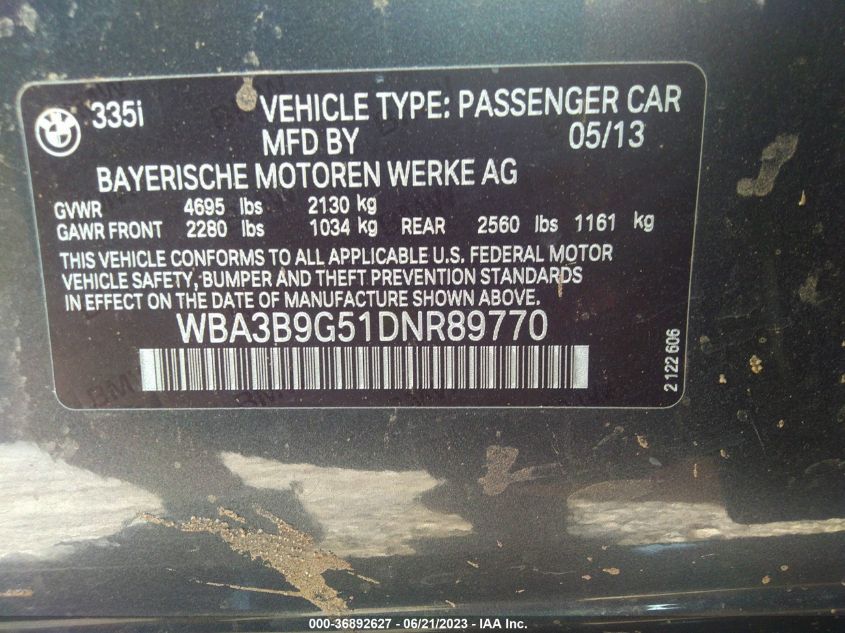 335i VEHICLE TYPE: PASSENGER CAR
MFD BY 05/13
BAYERISCHE MOTOREN WERKE AG
GVWR 4695 lbs 2130 kg
GAWR FRONT 2280 lbs 1034 kg REAR 2560 lbs 1161 kg
THIS VEHICLE CONFORMS TO ALL APPLICABLE U.S. FEDERAL MOTOR
VEHICLE SAFETY, BUMPER AND THEFT PREVENTION STANDARDS
IN EFFECT ON THE DATE OF MANUFACTURE SHOWN ABOVE.
WBA3B9G51DNR89770
2 122 606
000-36892627 - 06/21/2023 - IAA Inc.